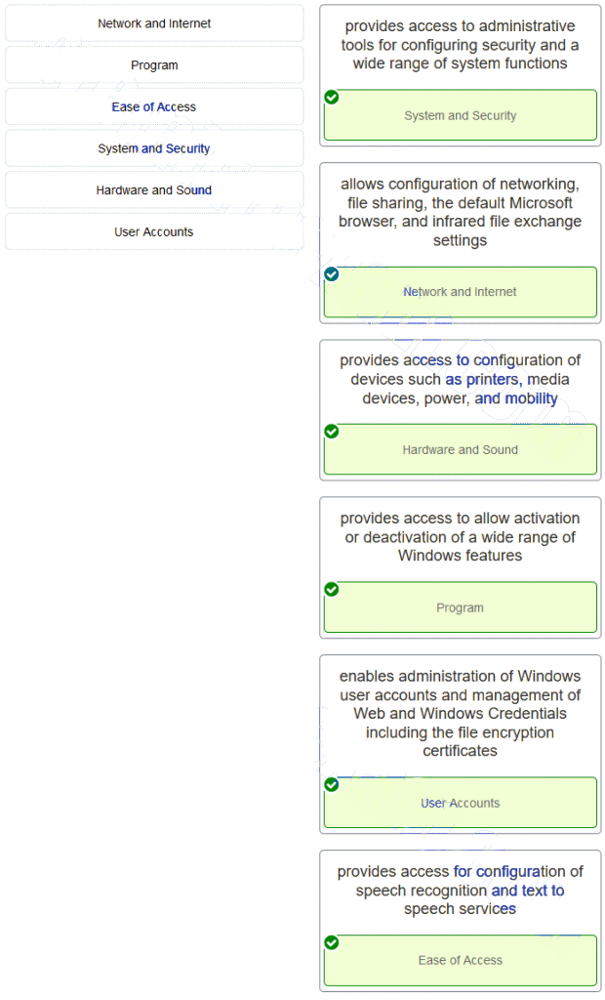 Network and Internet
Program
Ease of Access
System and Security
Hardware and Sound
User Accounts
provides access to administrative
tools for configuring security and a
wide range of system functions
System and Security
allows configuration of networking,
file sharing, the default Microsoft
browser, and infrared file exchange
settings
Network and Internet
provides access to configuration of
devices such as printers, media
devices, power, and mobility
Hardware and Sound
provides access to allow activation
or deactivation of a wide range of
Windows features
Program
enables administration of Windows
user accounts and management of
Web and Windows Credentials
including the file encryption
certificates
User Accounts
provides access for configuration of
speech recognition and text to
speech services
Ease of Access